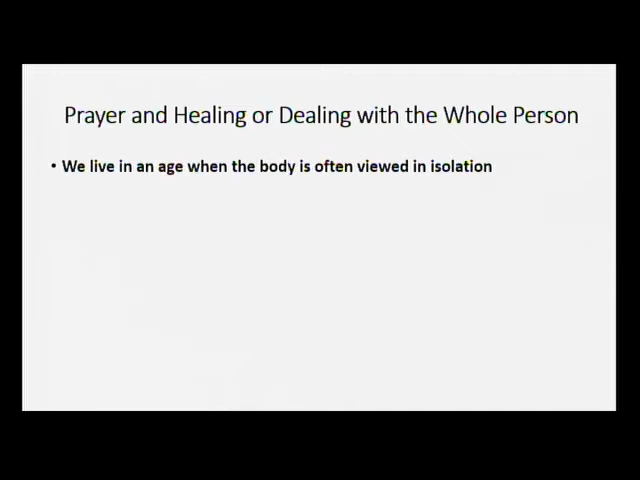 Prayer and Healing or Dealing with the Whole Person
• We live in an age when the body is often viewed in isolation